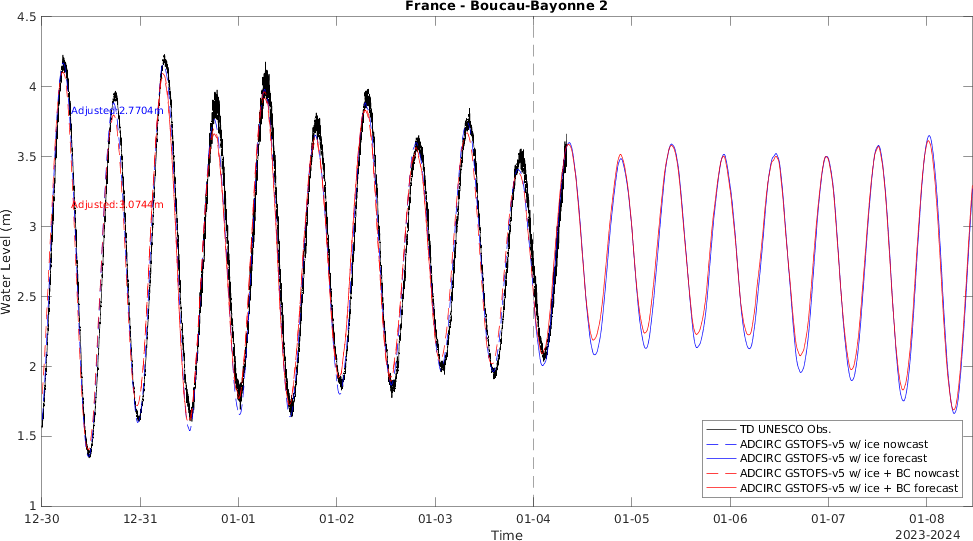 France - Boucau-Bayonne 2
4.5
4
3.5
3
2.5
2
1.5
1
Water Level (m)
Adjusted:2.7704m
Adjusted:3.0744m
TD UNESCO Obs.
ADCIRC GSTOFS-v5 w/ ice nowcast
ADCIRC GSTOFS-v5 w/ ice forecast
ADCIRC GSTOFS-v5 w/ ice + BC nowcast
ADCIRC GSTOFS-v5 w/ ice + BC forecast
12-30 12-31 01-01 01-02 01-03 01-04 01-05 01-06 01-07 01-08
Time
2023-2024